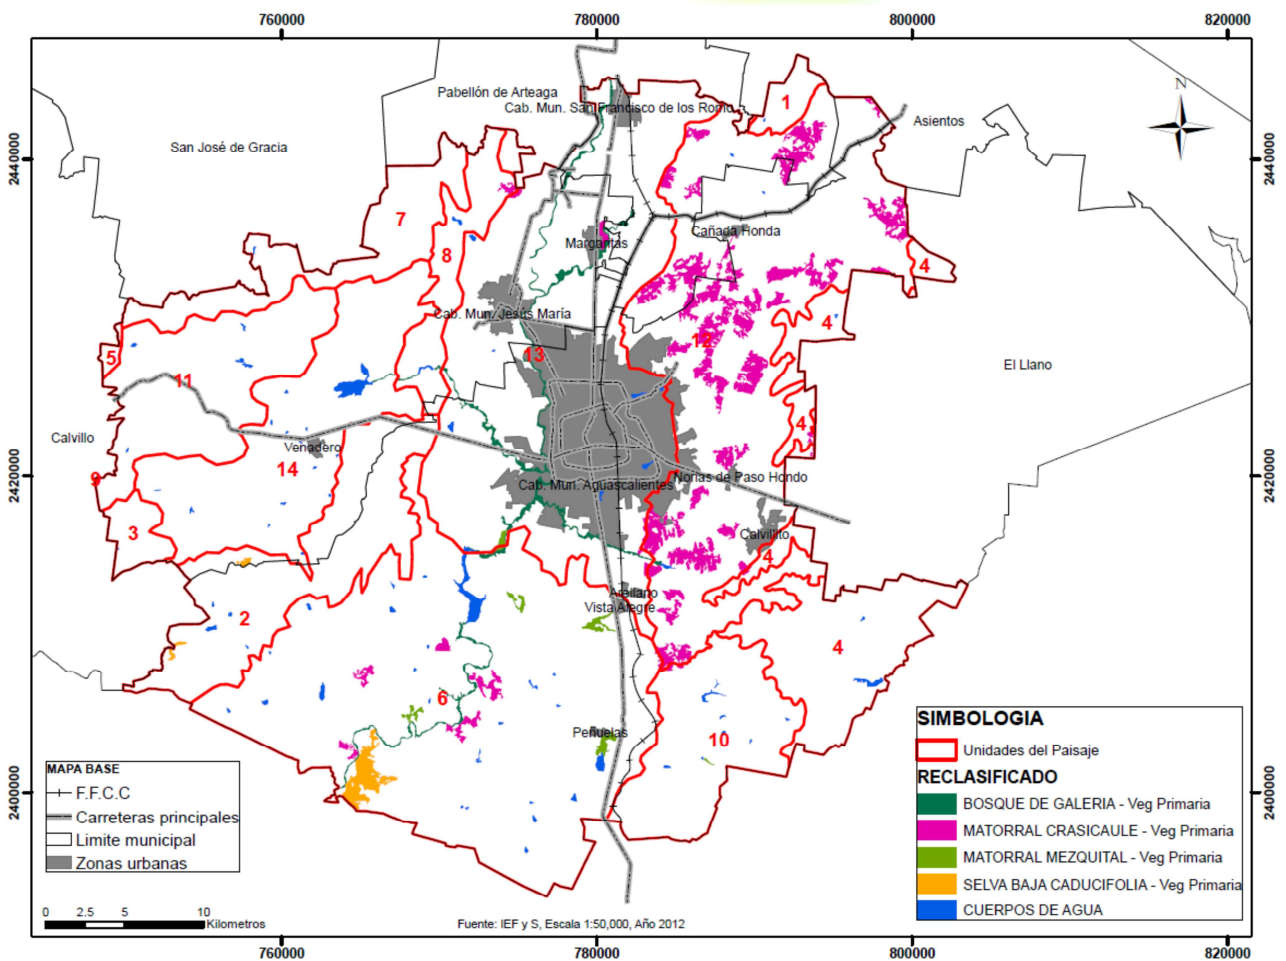 760000
780000
800000
820000
Pabellón de Arteaga
Cab. Mun. San Francisco de los Romo
Asientos
San José de Gracia
N
2440000
2440000
1
7
8
Cañada Honda
Margaritas
4
Cab. Mun. Jesús María
4
5
13
12
11
El Llano
Calvillo
4
Venadero
14
9
2420000
2420000
Norias de Paso Hondo
Cab. Mun. Aguascalientes
3
Calvillito
4
Arellano
Vista Alegre
2
4
6
Peñuelas
10
SIMBOLOGIA
Unidades del Paisaje
RECLASIFICADO
BOSQUE DE GALERIA - Veg Primaria
MATORRAL CRASICAULE - Veg Primaria
MATORRAL MEZQUITAL - Veg Primaria
SELVA BAJA CADUCIFOLIA - Veg Primaria
CUERPOS DE AGUA
MAPA BASE
F.F.C.C
Carreteras principales
Limite municipal
Zonas urbanas
2400000
2400000
0 2.5 5 10
Kilometros
Fuente: IEF y S, Escala 1:50,000, Año 2012
760000
780000
800000
820000